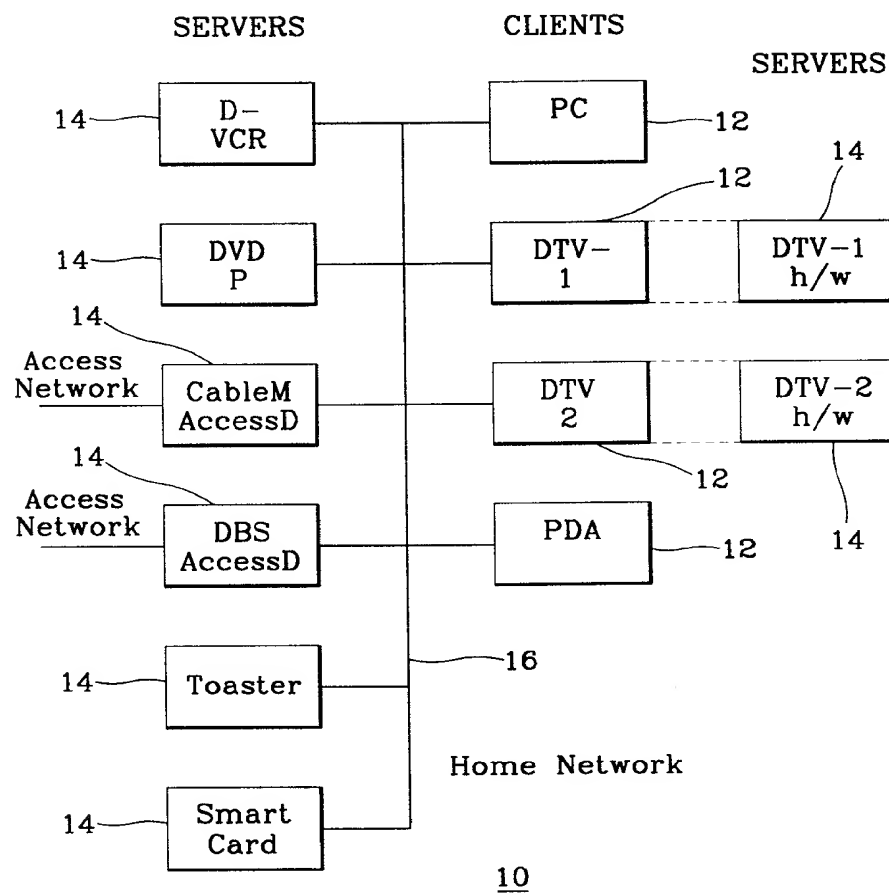 SERVERS
CLIENTS
SERVERS
14
D-
VCR
PC
12
12
14
14
DVD
P
DTV-
1
DTV-1
h/w
14
Access
Network
CableM
AccessD
DTV
2
DTV-2
h/w
14
12
Access
Network
DBS
AccessD
PDA
12
14
16
14
Toaster
Home Network
14
Smart
Card
10